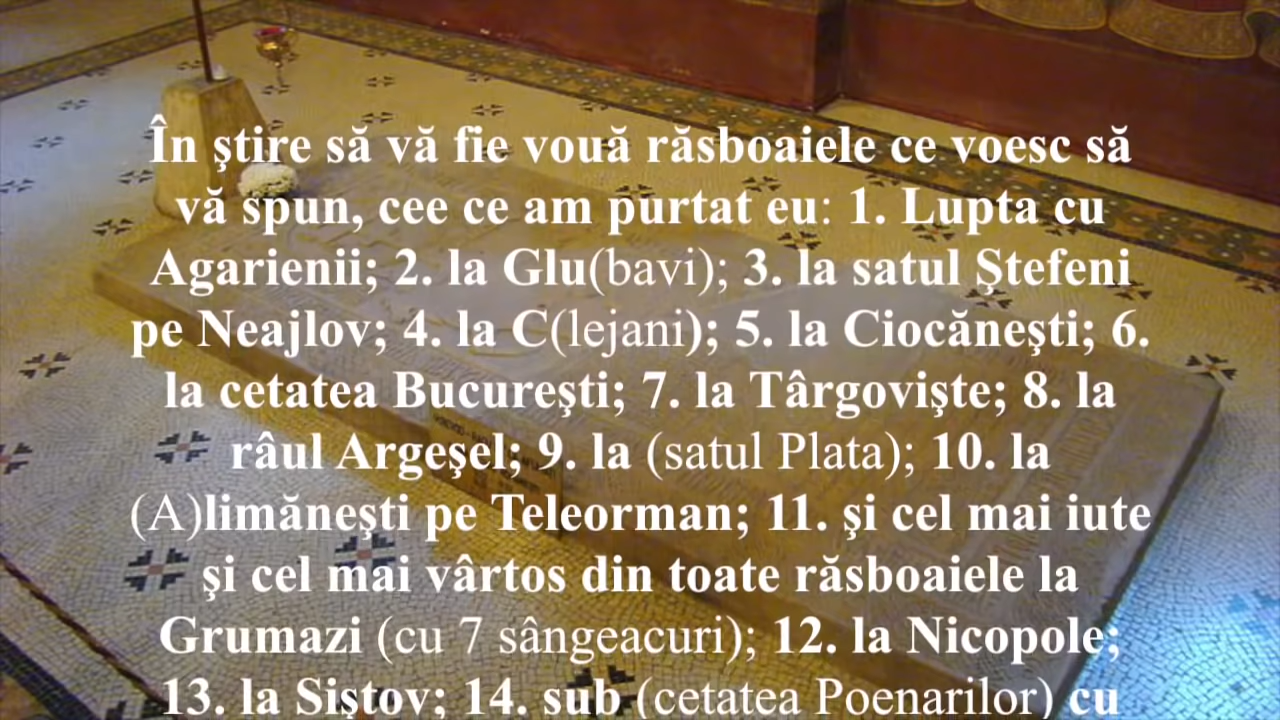 În ştire să vă fie vouă răsboaiele ce voesc să
vă spun, cee ce am purtat eu: 1. Lupta cu
Agarienii; 2. la Glu(bavi); 3. la satul Ştefeni
pe Neajlov; 4. la C(lejani); 5. la Ciocăneşti; 6.
la cetatea Bucureşti; 7. la Târgovişte; 8. la
râul Argeşel; 9. la (satul Plata); 10. la
(A)limăneşti pe Teleorman; 11. şi cel mai iute
şi cel mai vârtos din toate răsboaiele la
Grumazi (cu 7 sângeacuri); 12. la Nicopole;
13. la Siştov; 14. sub (cetatea Poenarilor) cu